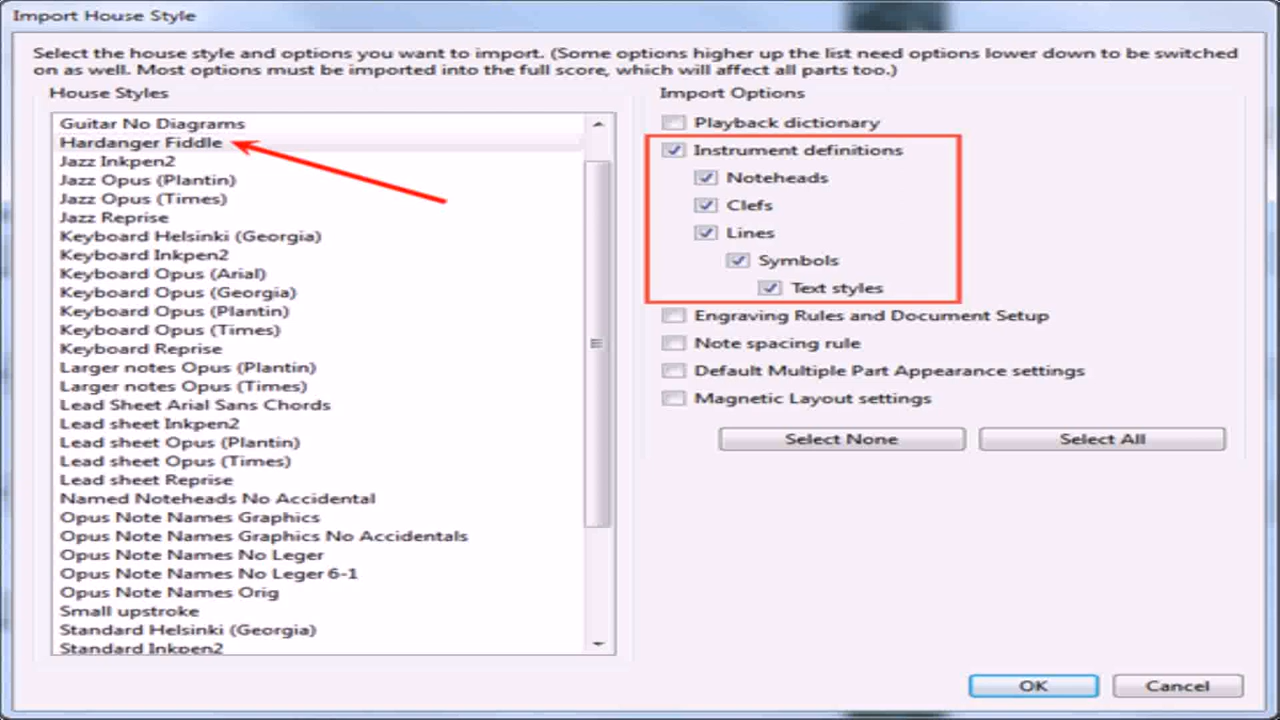 Import House Style
Select the house style and options you want to import. (Some options higher up the list need options lower down to be switched
on as well. Most options must be imported into the full score, which will affect all parts too.)
House Styles
Guitar No Diagrams
Hardanger Fiddle
Jazz Inkpen2
Jazz Opus (Plantin)
Jazz Opus (Times)
Jazz Reprise
Keyboard Helsinki (Georgia)
Keyboard Inkpen2
Keyboard Opus (Arial)
Keyboard Opus (Georgia)
Keyboard Opus (Plantin)
Keyboard Opus (Times)
Keyboard Reprise
Larger notes Opus (Plantin)
Larger notes Opus (Times)
Lead Sheet Arial Sans Chords
Lead sheet Inkpen2
Lead sheet Opus (Plantin)
Lead sheet Opus (Times)
Lead sheet Reprise
Named Noteheads No Accidental
Opus Note Names Graphics
Opus Note Names Graphics No Accidentals
Opus Note Names No Leger
Opus Note Names No Leger 6-1
Opus Note Names Orig
Small upstroke
Standard Helsinki (Georgia)
Standard Inkpen2
Import Options
Playback dictionary
Instrument definitions
Noteheads
Clefs
Lines
Symbols
Text styles
Engraving Rules and Document Setup
Note spacing rule
Default Multiple Part Appearance settings
Magnetic Layout settings
Select None
Select All
OK
Cancel